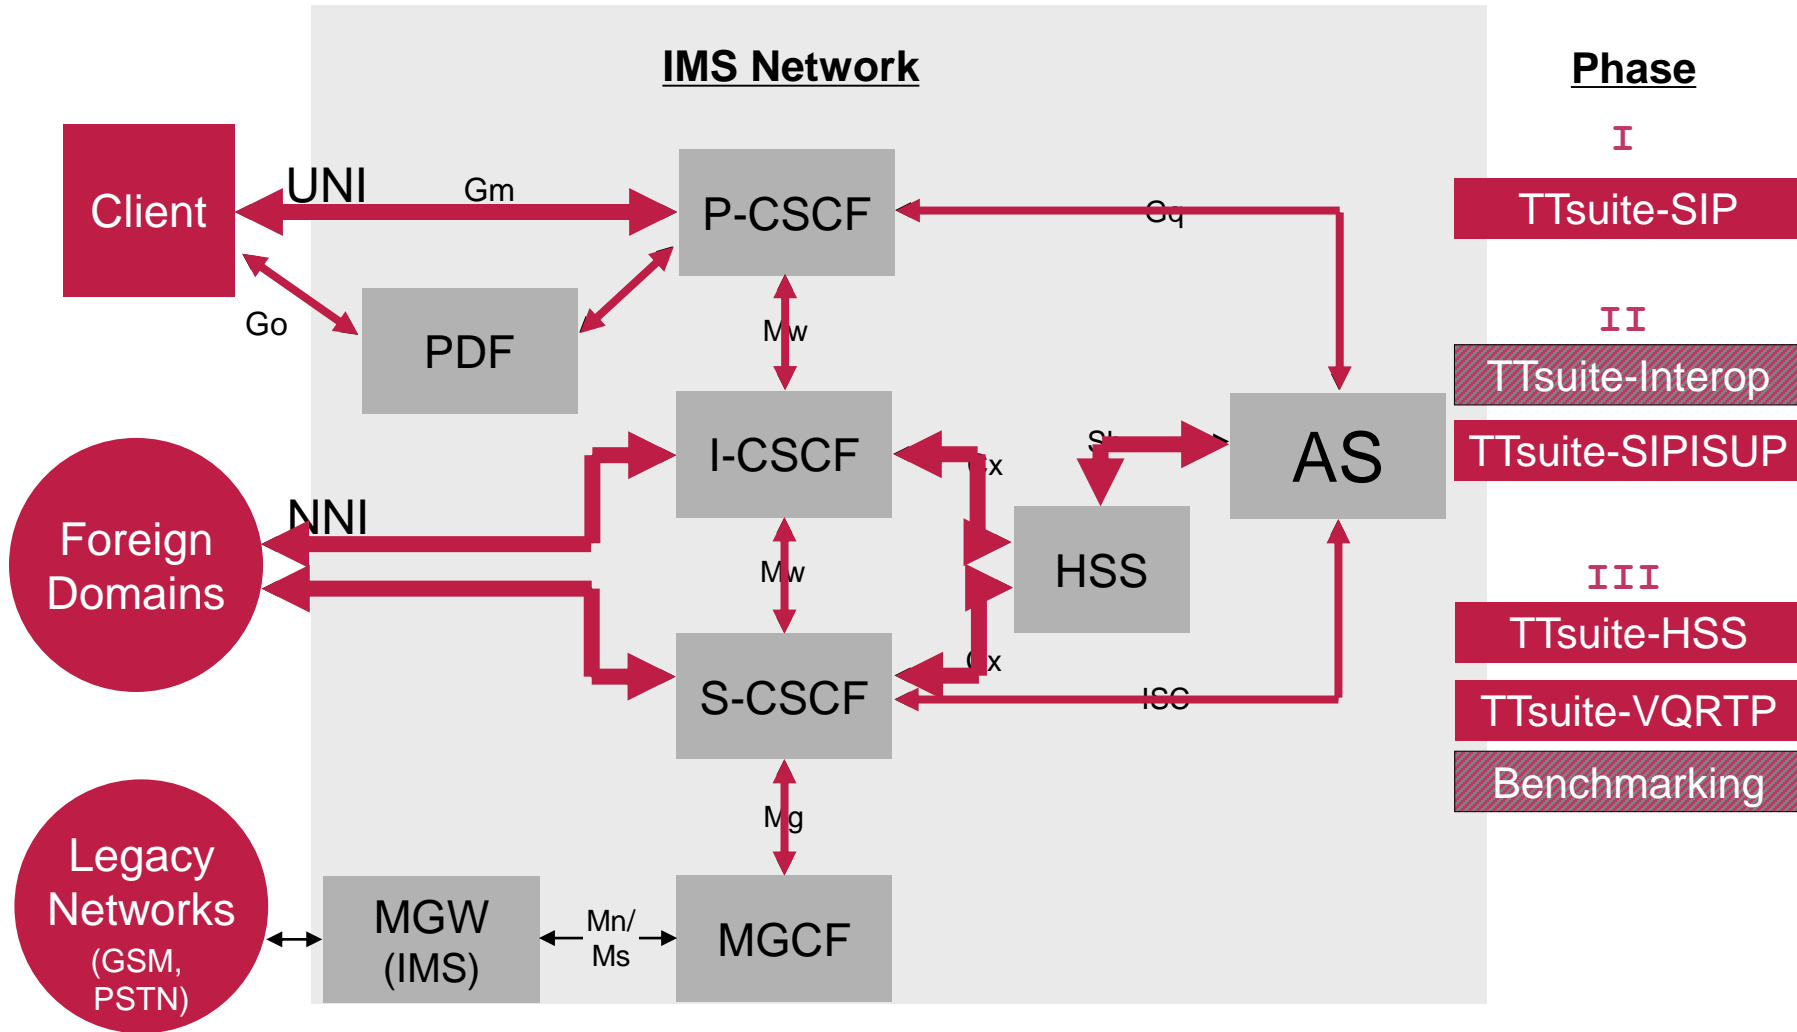 IMS Network
Phase
I
Client
UNI
Gm
P-CSCF
Gq
TTsuite-SIP
Go
PDF
Mw
II
TTsuite-Interop
I-CSCF
Cx
AS
TTsuite-SIPISUP
NNI
Foreign
Domains
Mw
HSS
III
TTsuite-HSS
S-CSCF
Cx
ISC
TTsuite-VQRTP
Benchmarking
Mg
Legacy
Networks
(GSM,
PSTN)
MGW
(IMS)
Mn/
Ms
MGCF